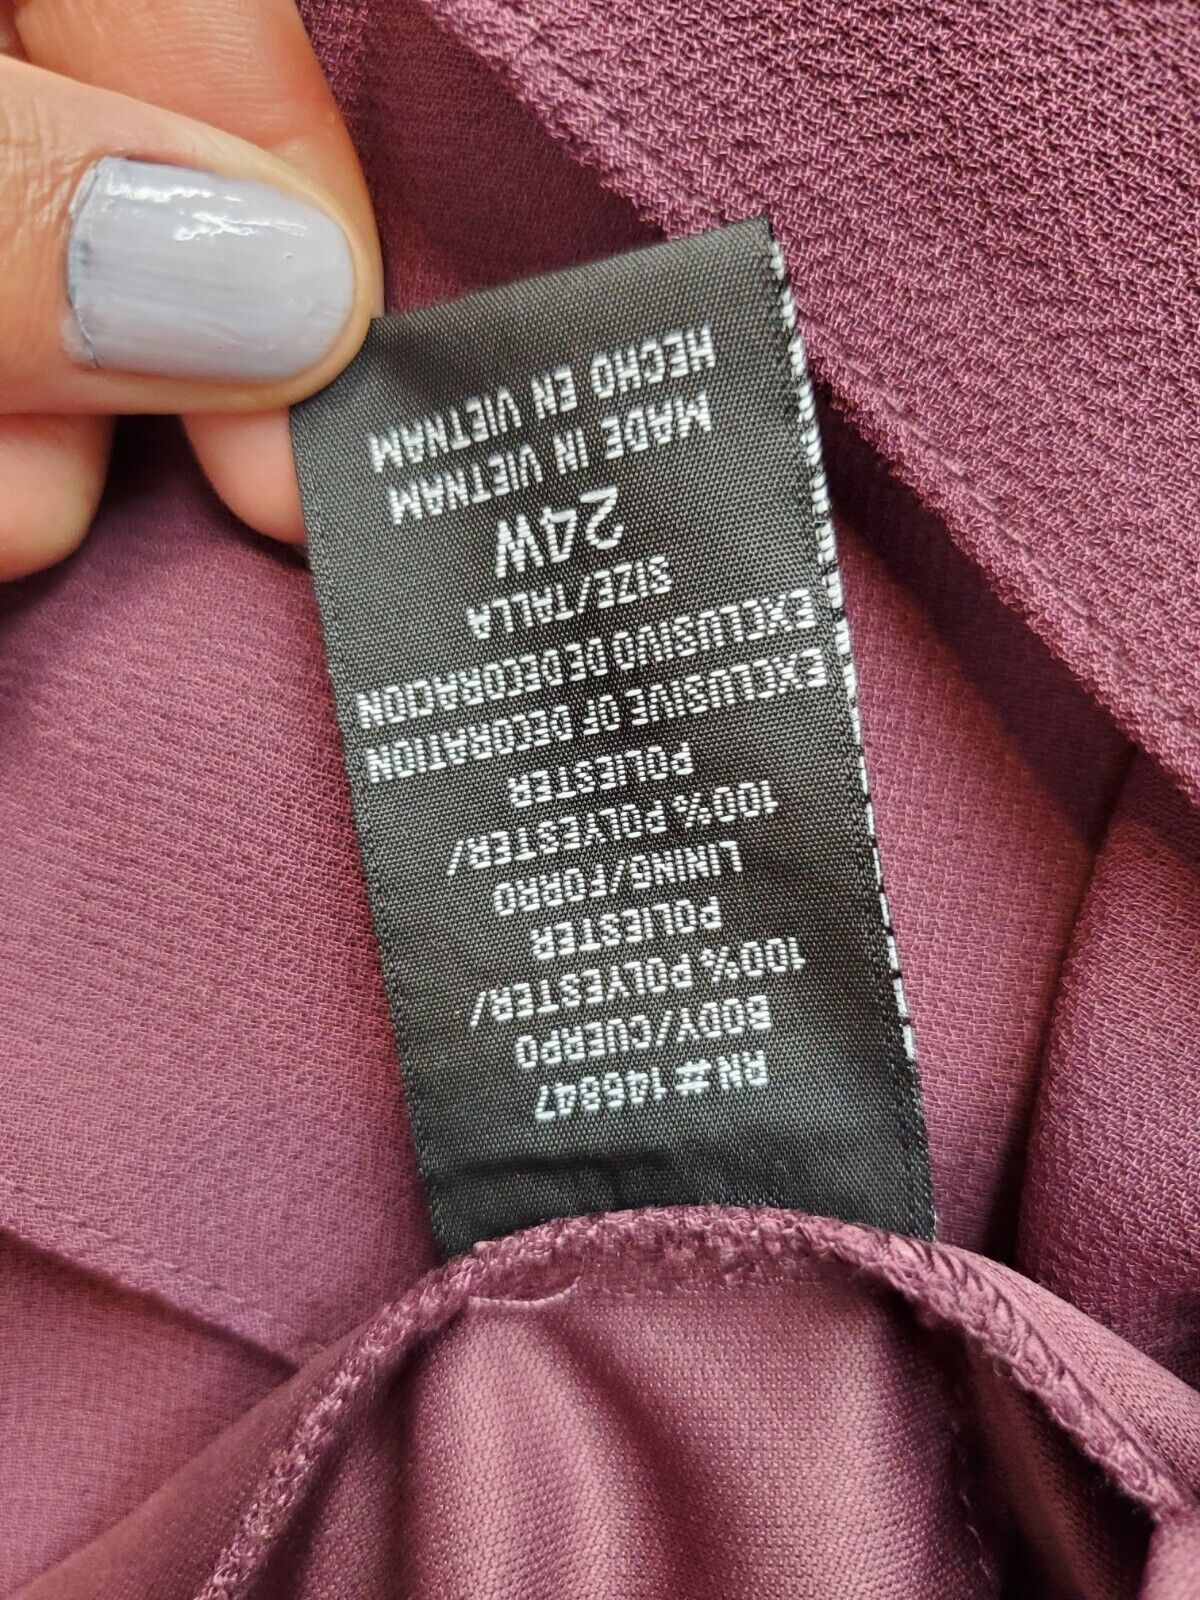 RN # 146847
BODY/CUERPO
100% POLYESTER/
POLIESTER
LINING/FORRO
100% POLYESTER/
POLIESTER
EXCLUSIVE OF DECORATION
EXCLUSIVO DE DECORACION
SIZE/TALLA
24W
MADE IN VIETNAM
HECHO EN VIETNAM